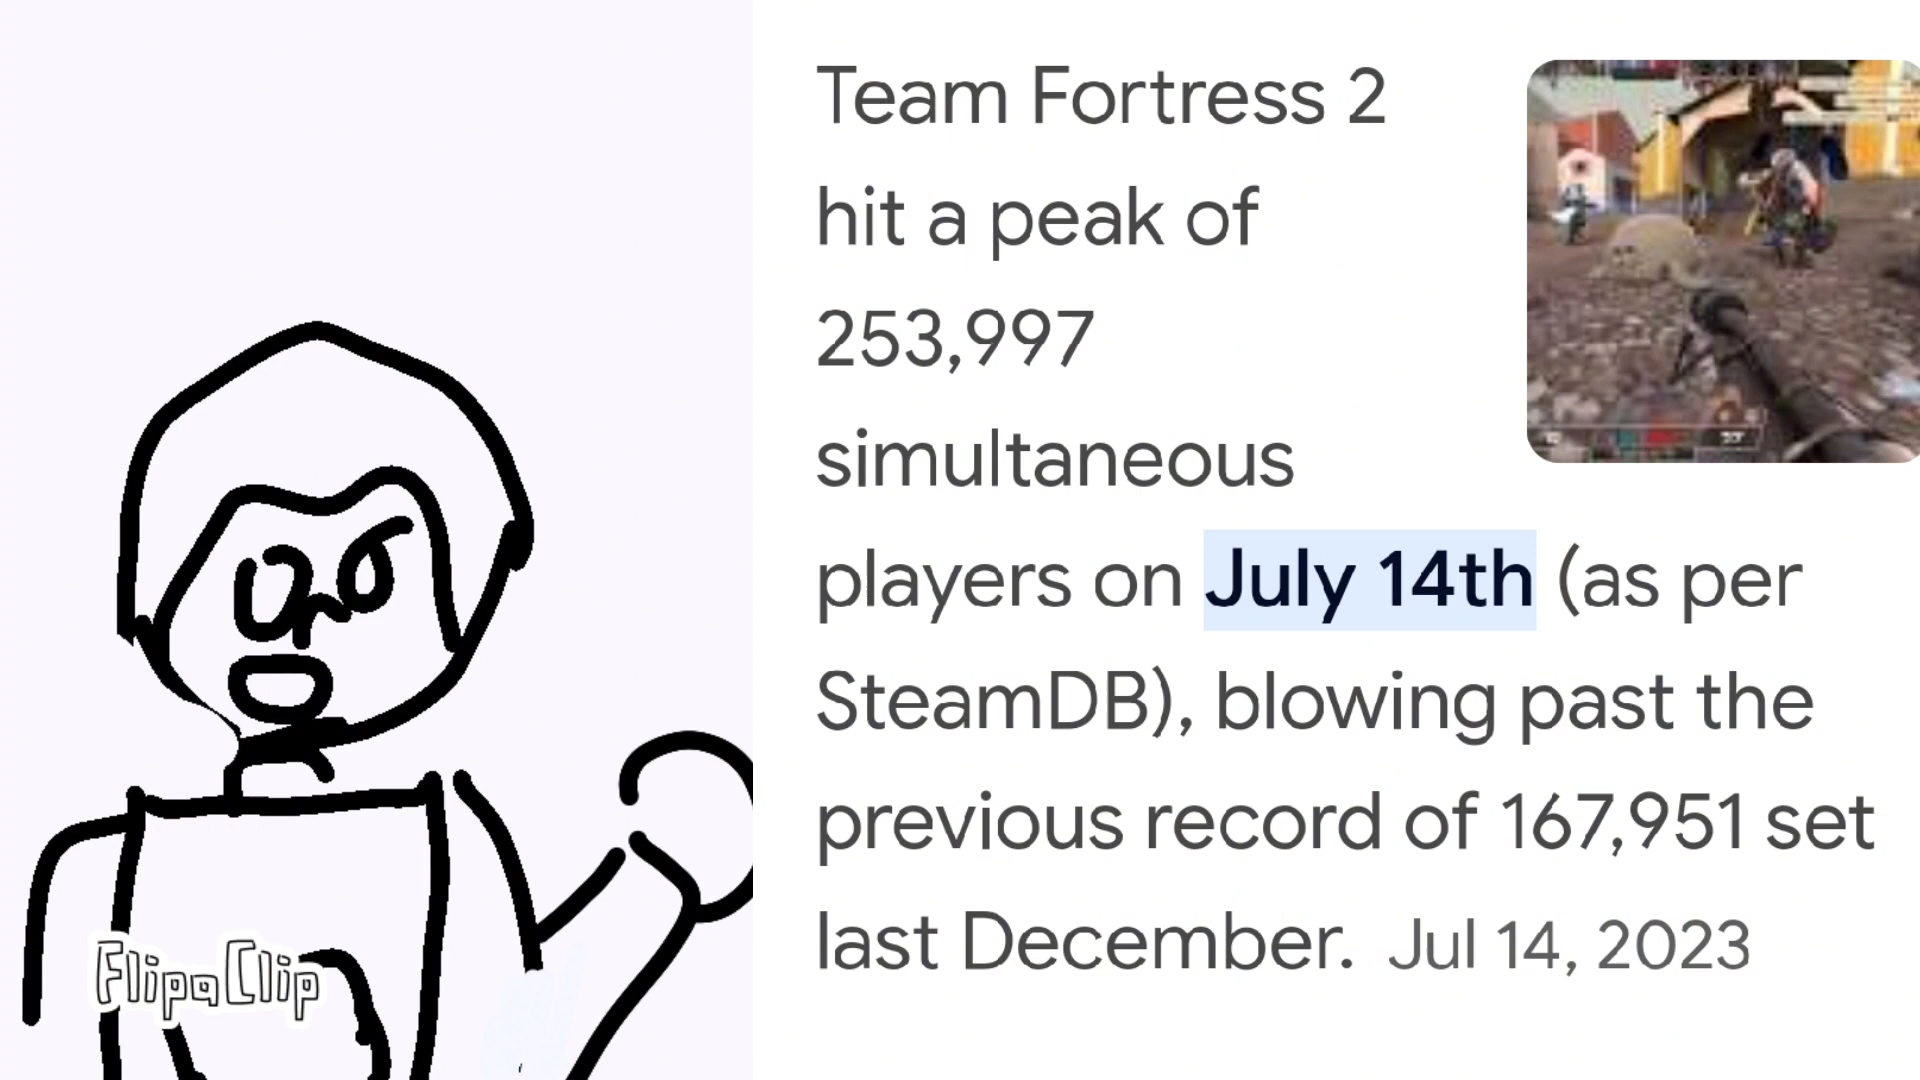 Team Fortress 2
hit a peak of
253,997
simultaneous
players on July 14th (as per
SteamDB), blowing past the
previous record of 167,951 set
last December. Jul 14, 2023
FlipaClip